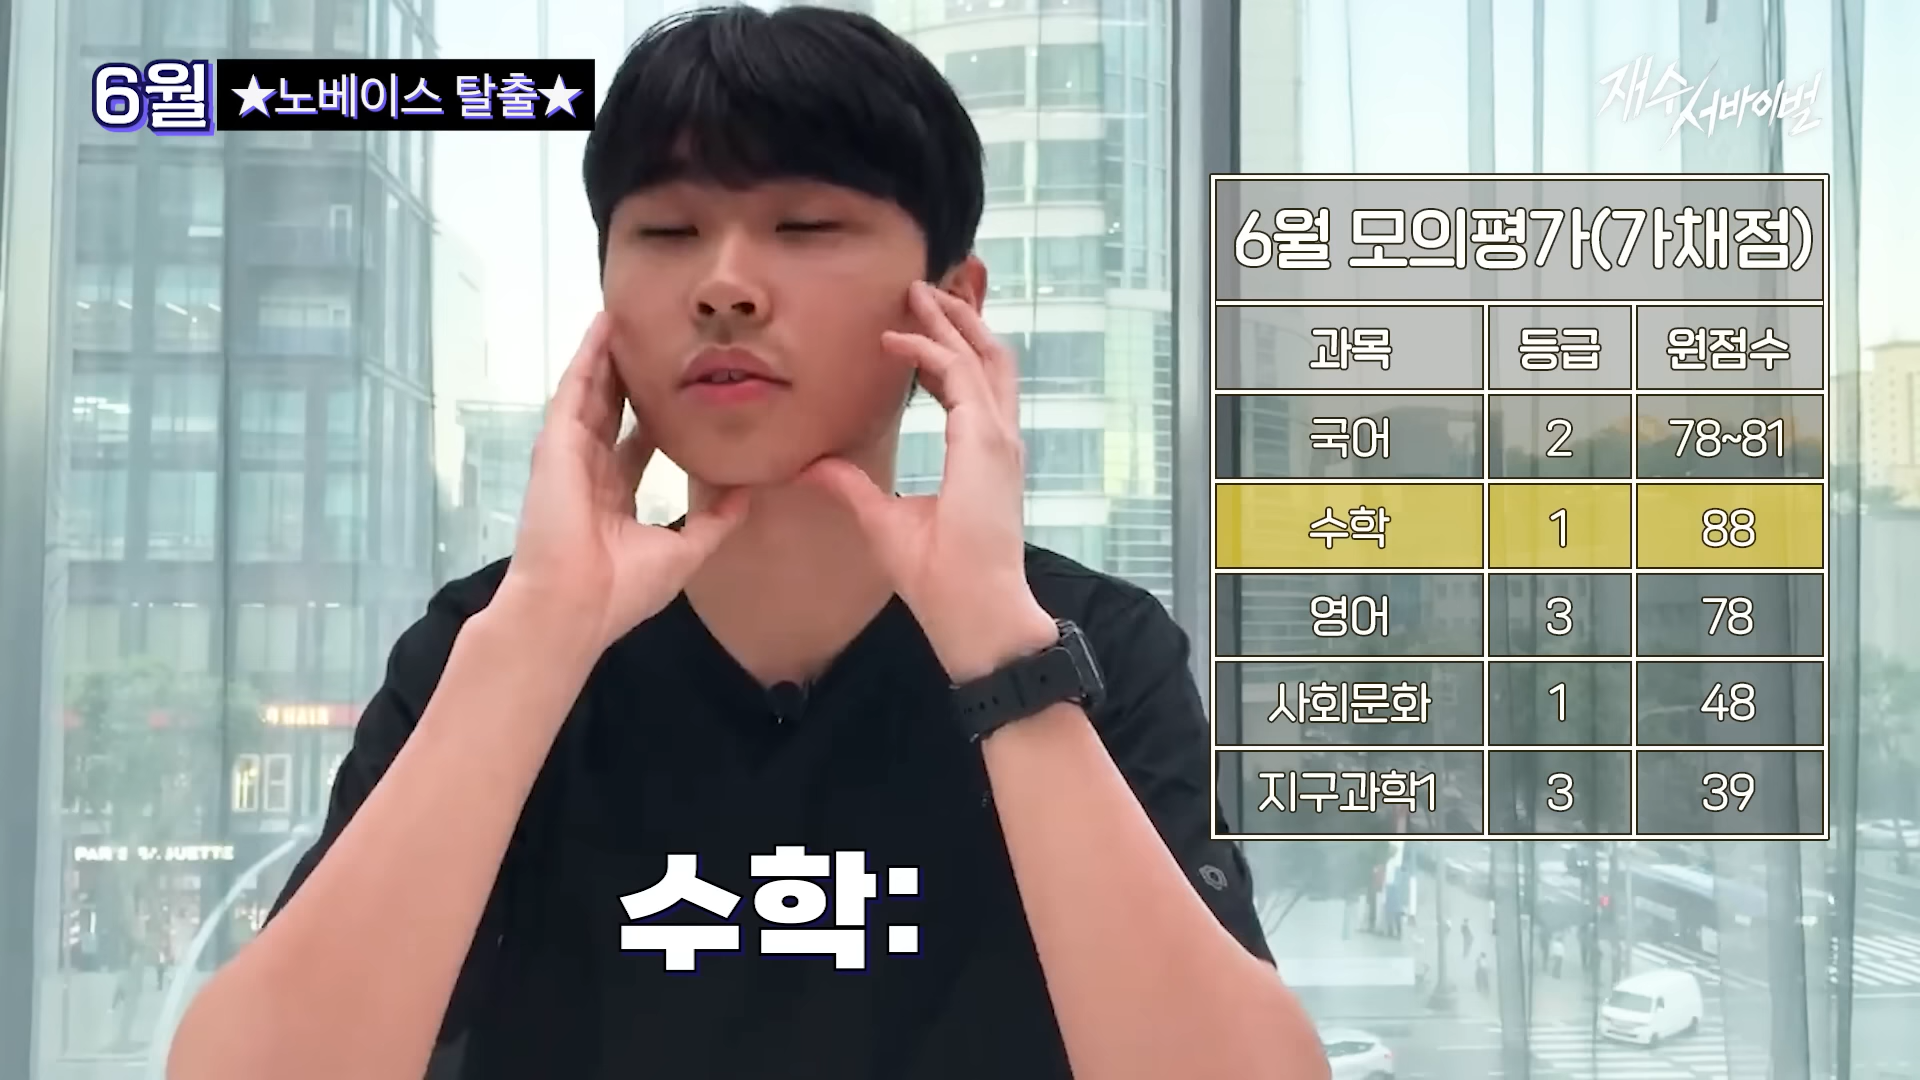 6월 ★노베이스 탈출★
재수 서바이벌
6월 모의평가(가채점)
과목 등급 원점수
국어 2 78~81
수학 1 88
영어 3 78
사회문화 1 48
지구과학1 3 39
수학: